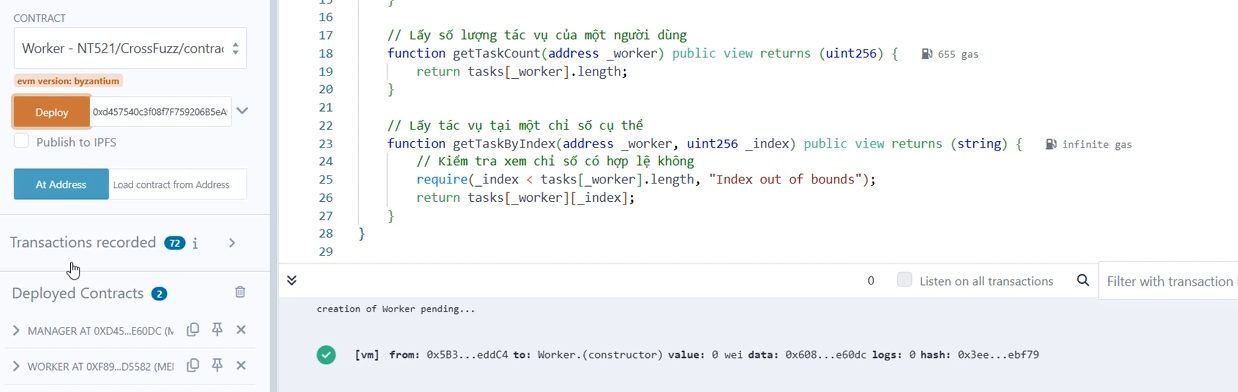 CONTRACT
Worker - NT521/CrossFuzz/contrac
evm version: byzantium
Deploy
Publish to IPFS
At Address
Load contract from Address
Transactions recorded 72 i
Deployed Contracts 2
MANAGER AT 0XD45...E60DC (M
WORKER AT 0XF89...D5582 (MEI
15 }
16
17 // Lấy số lượng tác vụ của một người dùng
18 function getTaskCount(address _worker) public view returns (uint256) { 655 gas
19 return tasks[_worker].length;
20 }
21
22 // Lấy tác vụ tại một chỉ số cụ thể
23 function getTaskByIndex(address _worker, uint256 _index) public view returns (string) { infinite gas
24 // Kiểm tra xem chỉ số có hợp lệ không
25 require(_index < tasks[_worker].length, "Index out of bounds");
26 return tasks[_worker][_index];
27 }
28 }
29
0 Listen on all transactions Filter with transaction
creation of Worker pending...
[vm] from: 0x5B3...eddC4 to: Worker.(constructor) value: 0 wei data: 0x608...e60dc logs: 0 hash: 0x3ee...ebf79